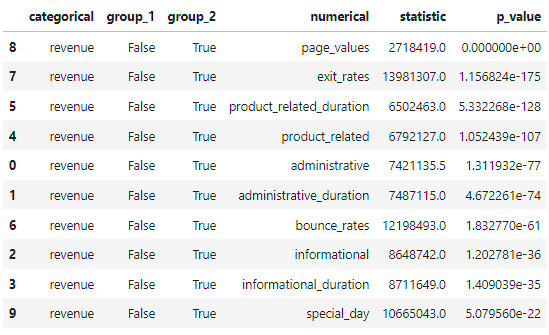 categorical group_1 group_2 numerical statistic p_value
8 revenue False True page_values 2718419.0 0.000000e+00
7 revenue False True exit_rates 13981307.0 1.156824e-175
5 revenue False True product_related_duration 6502463.0 5.332268e-128
4 revenue False True product_related 6792127.0 1.052439e-107
0 revenue False True administrative 7421135.5 1.311932e-77
1 revenue False True administrative_duration 7487115.0 4.672261e-74
6 revenue False True bounce_rates 12198493.0 1.832770e-61
2 revenue False True informational 8648742.0 1.202781e-36
3 revenue False True informational_duration 8711649.0 1.409039e-35
9 revenue False True special_day 10665043.0 5.079560e-22